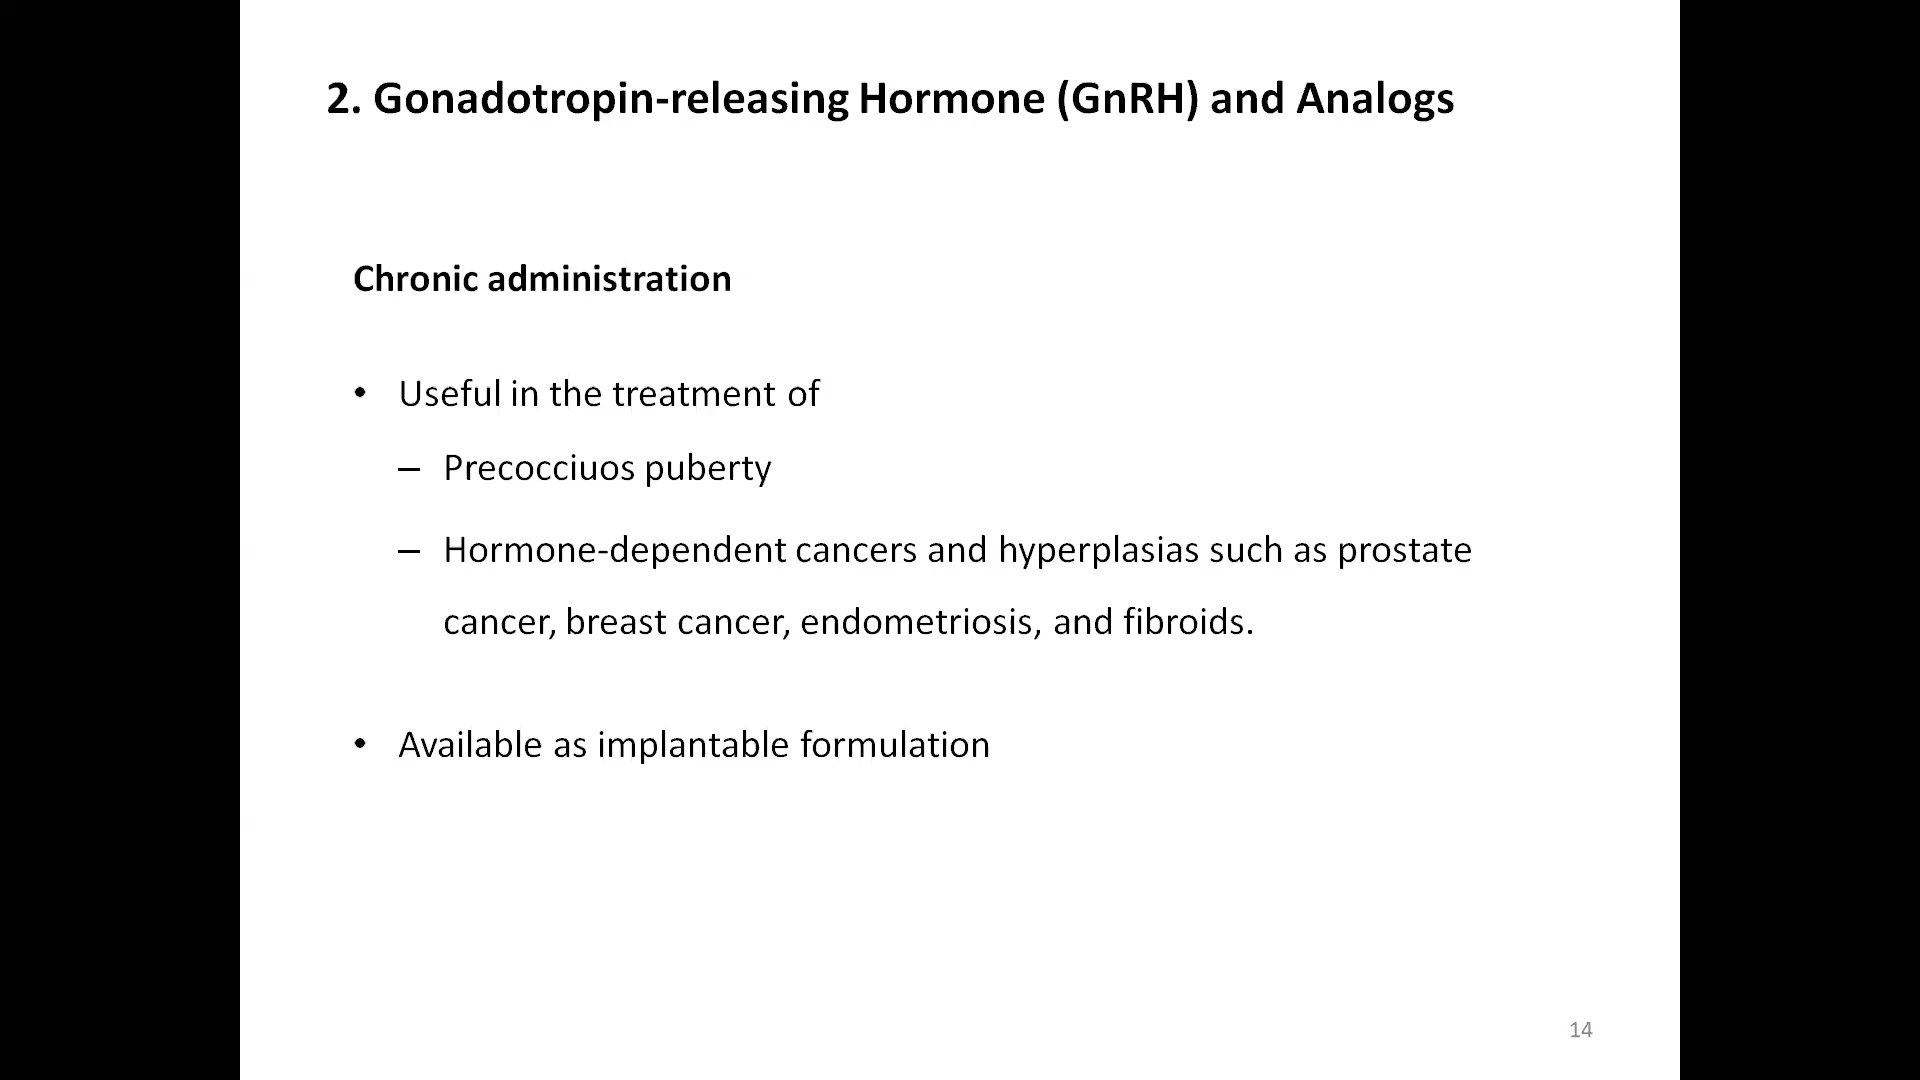 2. Gonadotropin-releasing Hormone (GnRH) and Analogs
Chronic administration
• Useful in the treatment of
– Precocciuos puberty
– Hormone-dependent cancers and hyperplasias such as prostate
cancer, breast cancer, endometriosis, and fibroids.
• Available as implantable formulation
14